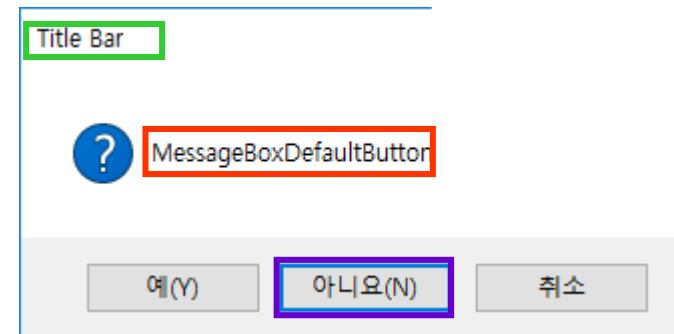 Title Bar
?
MessageBoxDefaultButton
예(Y) 아니요(N) 취소